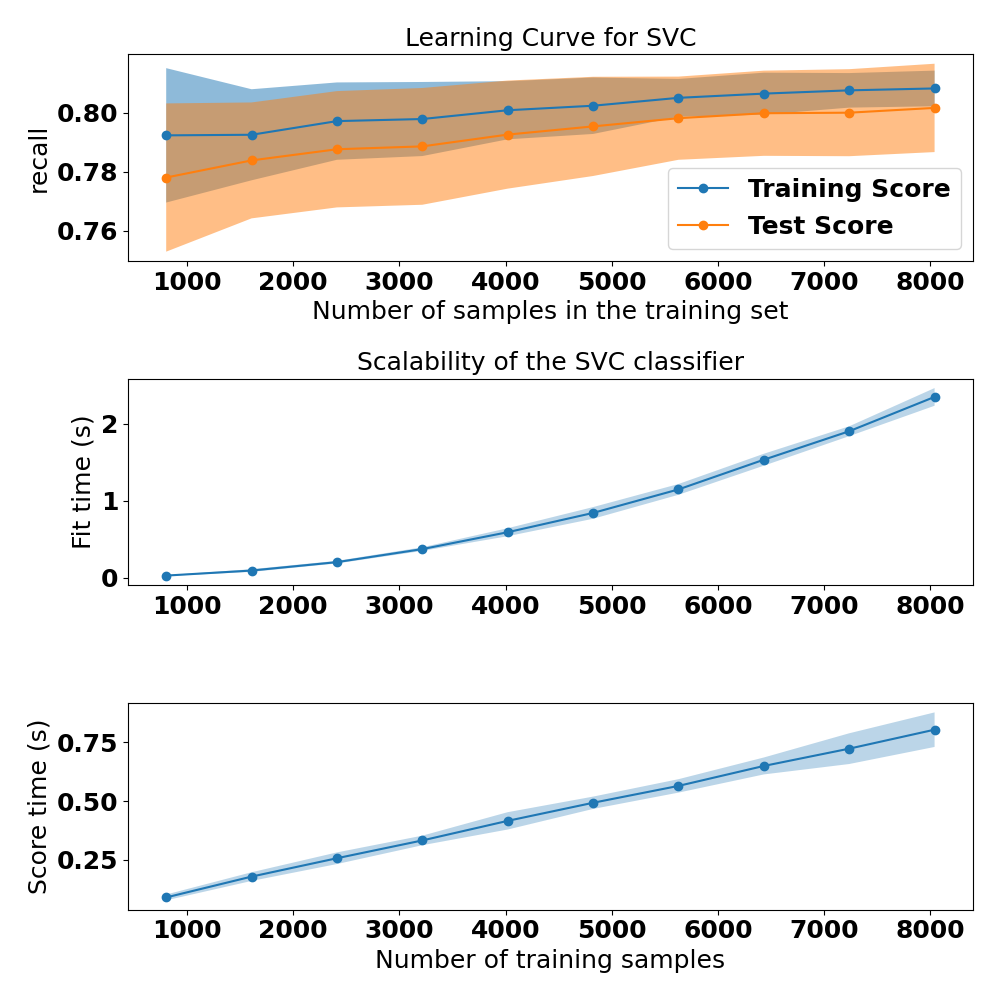 Learning Curve for SVC
recall
0.80
0.78
0.76
Training Score
Test Score
1000 2000 3000 4000 5000 6000 7000 8000
Number of samples in the training set
Scalability of the SVC classifier
Fit time (s)
2
1
0
1000 2000 3000 4000 5000 6000 7000 8000
Score time (s)
0.75
0.50
0.25
1000 2000 3000 4000 5000 6000 7000 8000
Number of training samples